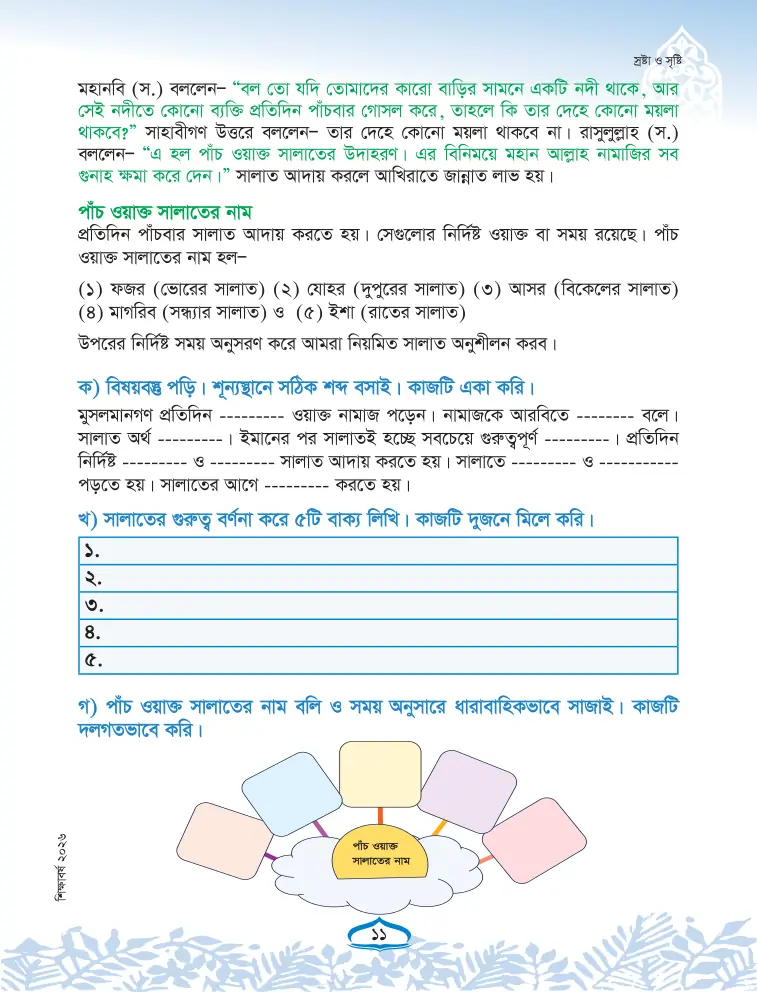 স্রষ্টা ও সৃষ্টি
মহানবি (স.) বললেন– “বল তো যদি তোমাদের কারো বাড়ির সামনে একটি নদী থাকে, আর
সেই নদীতে কোনো ব্যক্তি প্রতিদিন পাঁচবার গোসল করে, তাহলে কি তার দেহে কোনো ময়লা
থাকবে?” সাহাবীগণ উত্তরে বললেন– তার দেহে কোনো ময়লা থাকবে না। রাসুলুল্লাহ (স.)
বললেন– “এ হল পাঁচ ওয়াক্ত সালাতের উদাহরণ। এর বিনিময়ে মহান আল্লাহ নামাজির সব
গুনাহ ক্ষমা করে দেন।” সালাত আদায় করলে আখিরাতে জান্নাত লাভ হয়।
পাঁচ ওয়াক্ত সালাতের নাম
প্রতিদিন পাঁচবার সালাত আদায় করতে হয়। সেগুলোর নির্দিষ্ট ওয়াক্ত বা সময় রয়েছে। পাঁচ
ওয়াক্ত সালাতের নাম হল–
(১) ফজর (ভোরের সালাত) (২) যোহর (দুপুরের সালাত) (৩) আসর (বিকেলের সালাত)
(৪) মাগরিব (সন্ধ্যার সালাত) ও (৫) ইশা (রাতের সালাত)
উপরের নির্দিষ্ট সময় অনুসরণ করে আমরা নিয়মিত সালাত অনুশীলন করব।
ক) বিষয়বস্তু পড়ি। শূন্যস্থানে সঠিক শব্দ বসাই। কাজটি একা করি।
মুসলমানগণ প্রতিদিন --------- ওয়াক্ত নামাজ পড়েন। নামাজকে আরবিতে -------- বলে।
সালাত অর্থ ---------। ইমানের পর সালাতই হচ্ছে সবচেয়ে গুরুত্বপূর্ণ ---------। প্রতিদিন
নির্দিষ্ট --------- ও --------- সালাত আদায় করতে হয়। সালাতে --------- ও -----------
পড়তে হয়। সালাতের আগে --------- করতে হয়।
খ) সালাতের গুরুত্ব বর্ণনা করে ৫টি বাক্য লিখি। কাজটি দুজনে মিলে করি।
১.
২.
৩.
৪.
৫.
গ) পাঁচ ওয়াক্ত সালাতের নাম বলি ও সময় অনুসারে ধারাবাহিকভাবে সাজাই। কাজটি
দলগতভাবে করি।
পাঁচ ওয়াক্ত
সালাতের নাম
শিক্ষাবর্ষ ২০২৬
১১